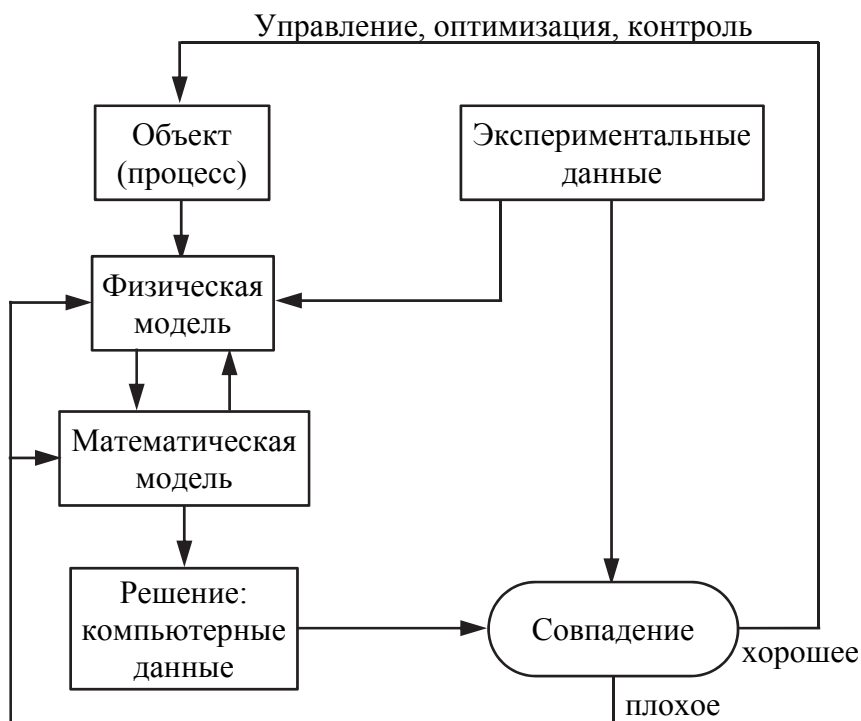 Управление, оптимизация, контроль
Объект
(процесс)
Экспериментальные
данные
Физическая
модель
Математическая
модель
Решение:
компьютерные
данные
Совпадение
хорошее
плохое